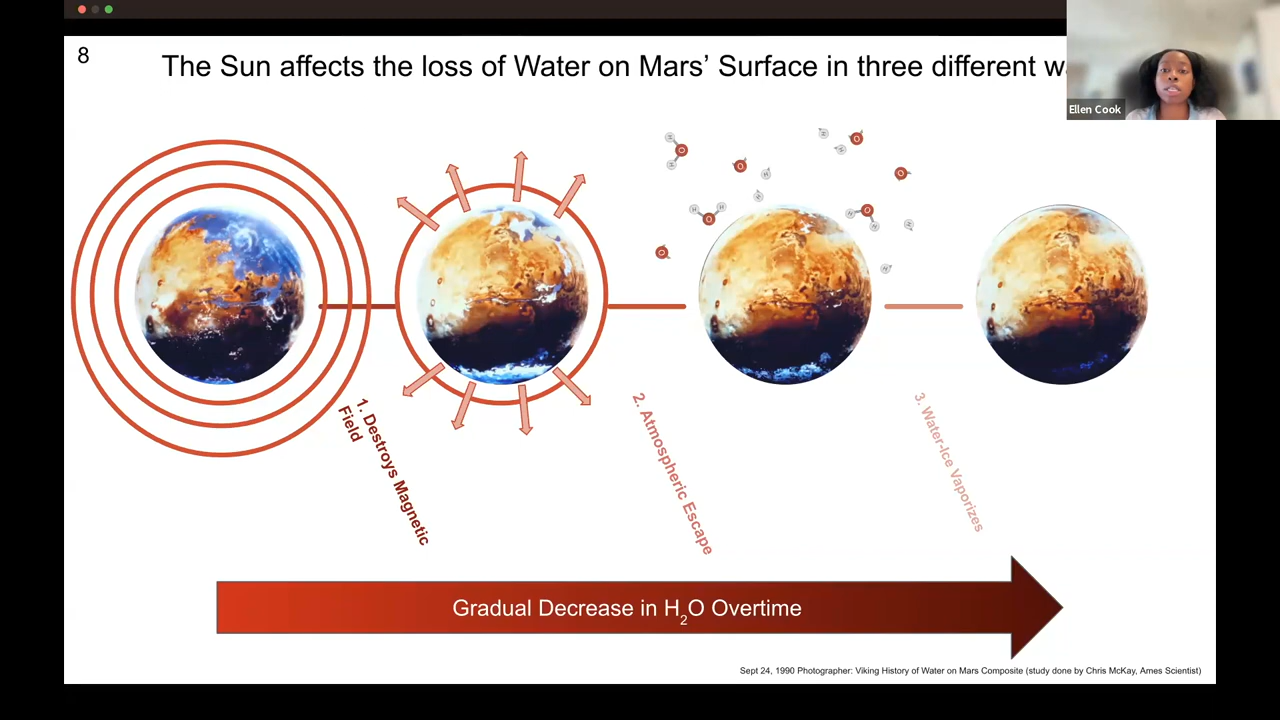 8
The Sun affects the loss of Water on Mars’ Surface in three different
Ellen Cook
H
O
H
O
H
H
O
O
H
H
O
H
H
O
H
H
O
H
O
H
1. Destroys Magnetic
Field
2. Atmospheric Escape
3. Water-Ice Vaporizes
Gradual Decrease in H₂O Overtime
Sept 24, 1990 Photographer: Viking History of Water on Mars Composite (study done by Chris McKay, Ames Scientist)